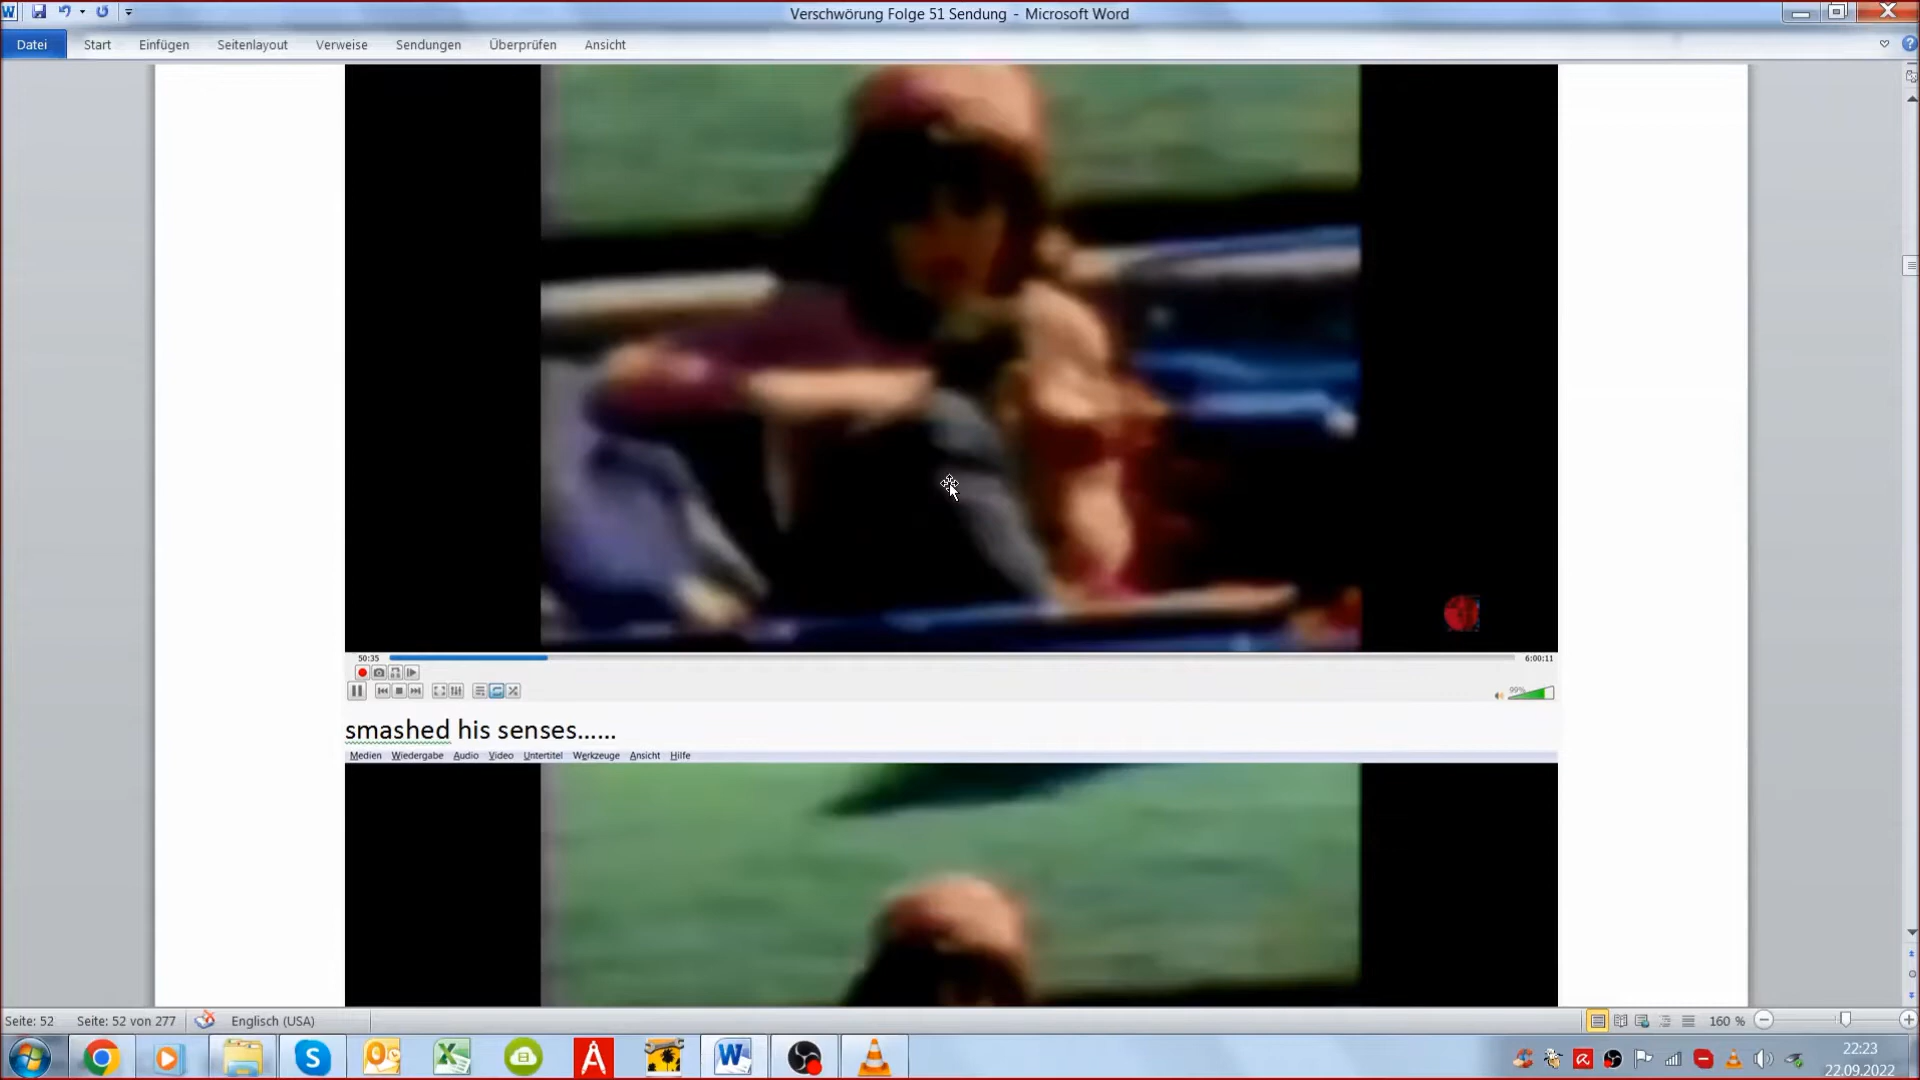 Verschwörung Folge 51 Sendung - Microsoft Word
Datei Start Einfügen Seitenlayout Verweise Sendungen Überprüfen Ansicht
50:35 6:00:11
99%
smashed his senses......
Medien Wiedergabe Audio Video Untertitel Werkzeuge Ansicht Hilfe
Seite: 52 Seite: 52 von 277 Englisch (USA) 160 %
22:23
22.09.2022